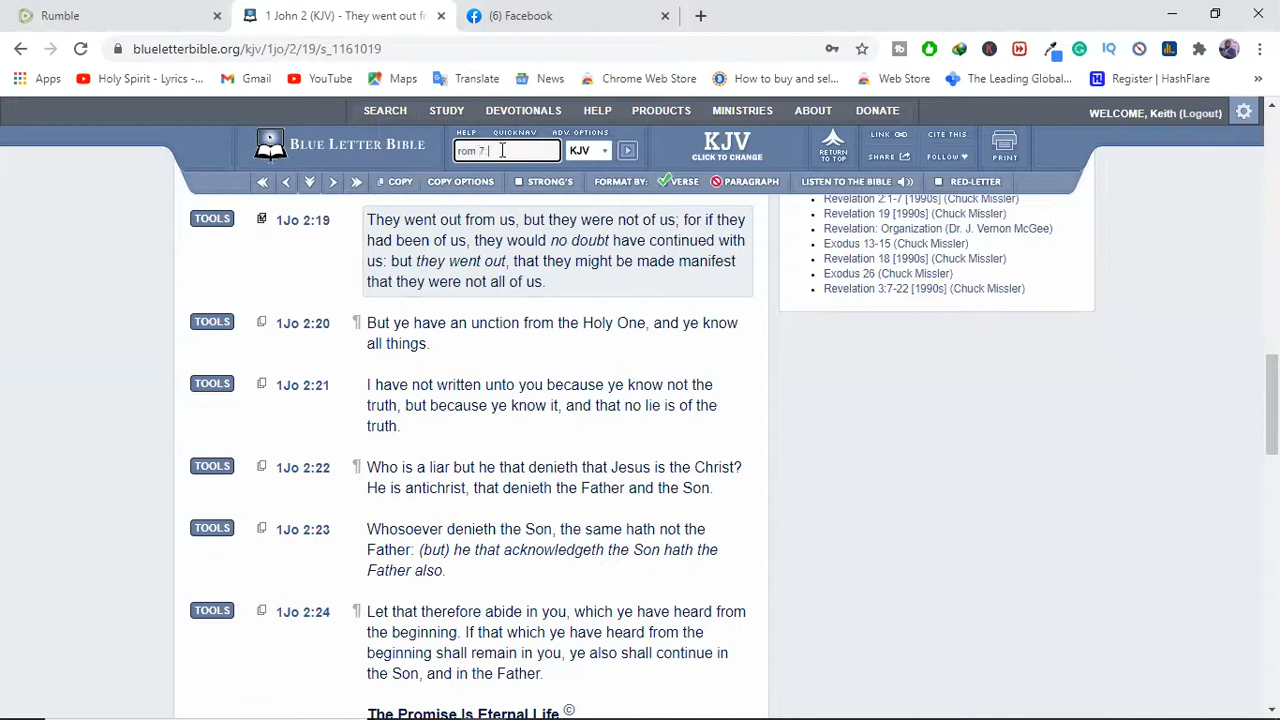 Rumble
1 John 2 (KJV) - They went out fr
(6) Facebook
blueletterbible.org/kjv/1jo/2/19/s_1161019
Apps
Holy Spirit - Lyrics -...
Gmail
YouTube
Maps
Translate
News
Chrome Web Store
How to buy and sel...
Web Store
The Leading Global...
Register | HashFlare
SEARCH STUDY DEVOTIONALS HELP PRODUCTS MINISTRIES ABOUT DONATE
WELCOME, Keith (Logout)
BLUE LETTER BIBLE
HELP QUICKNAV ADV. OPTIONS
rom 7:
KJV
KJV
CLICK TO CHANGE
RETURN
TO TOP
LINK
CITE THIS
SHARE
FOLLOW
PRINT
COPY COPY OPTIONS STRONG'S FORMAT BY: VERSE PARAGRAPH LISTEN TO THE BIBLE RED-LETTER
TOOLS 1Jo 2:19 They went out from us, but they were not of us; for if they
had been of us, they would no doubt have continued with
us: but they went out, that they might be made manifest
that they were not all of us.
TOOLS 1Jo 2:20 ¶ But ye have an unction from the Holy One, and ye know
all things.
TOOLS 1Jo 2:21 I have not written unto you because ye know not the
truth, but because ye know it, and that no lie is of the
truth.
TOOLS 1Jo 2:22 ¶ Who is a liar but he that denieth that Jesus is the Christ?
He is antichrist, that denieth the Father and the Son.
TOOLS 1Jo 2:23 Whosoever denieth the Son, the same hath not the
Father: (but) he that acknowledgeth the Son hath the
Father also.
TOOLS 1Jo 2:24 ¶ Let that therefore abide in you, which ye have heard from
the beginning. If that which ye have heard from the
beginning shall remain in you, ye also shall continue in
the Son, and in the Father.
The Promise Is Eternal Life ©
Revelation 2:1-7 [1990s] (Chuck Missler)
Revelation 19 [1990s] (Chuck Missler)
Revelation: Organization (Dr. J. Vernon McGee)
Exodus 13-15 (Chuck Missler)
Revelation 18 [1990s] (Chuck Missler)
Exodus 26 (Chuck Missler)
Revelation 3:7-22 [1990s] (Chuck Missler)